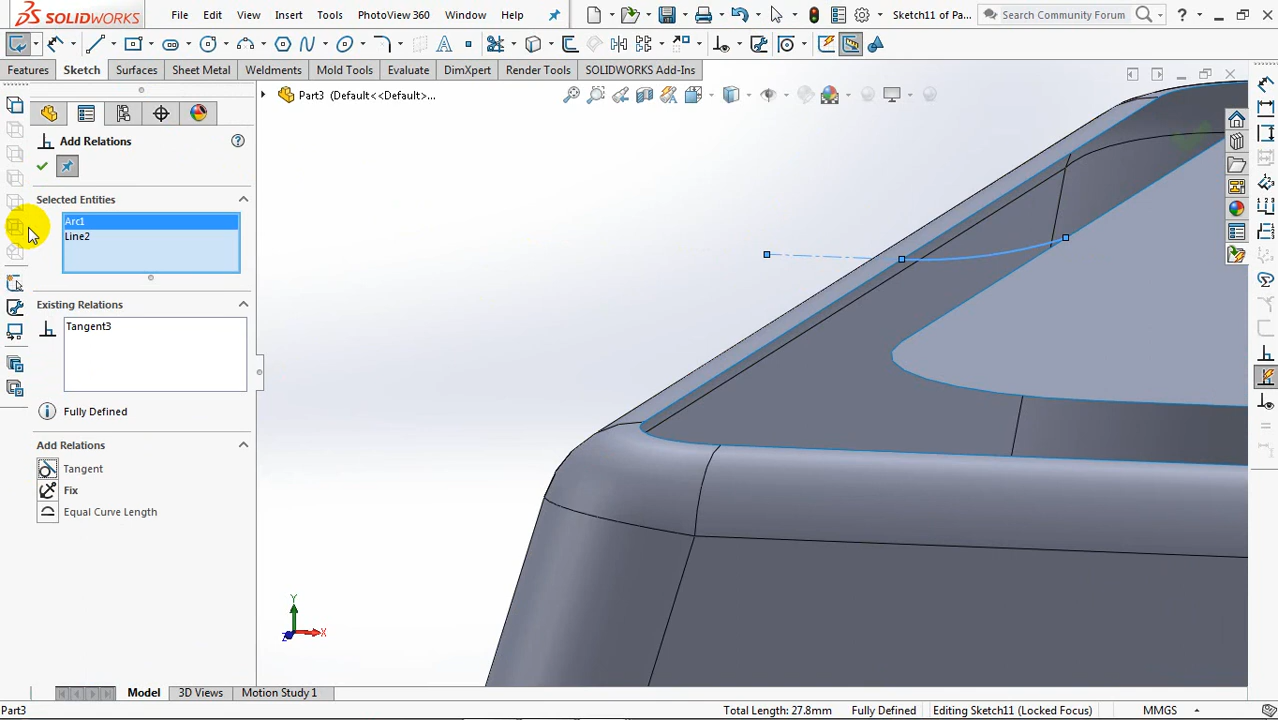 SOLIDWORKS
File Edit View Insert Tools PhotoView 360 Window Help
Sketch11 of Pa... Search Community Forum
Features Sketch Surfaces Sheet Metal Weldments Mold Tools Evaluate DimXpert Render Tools SOLIDWORKS Add-Ins
Part3 (Default<<Default>...
Add Relations
Selected Entities
Arc1
Line2
Existing Relations
Tangent3
Fully Defined
Add Relations
Tangent
Fix
Equal Curve Length
Y
X
Z
Model 3D Views Motion Study 1
Part3 Total Length: 27.8mm Fully Defined Editing Sketch11 (Locked Focus) MMGS